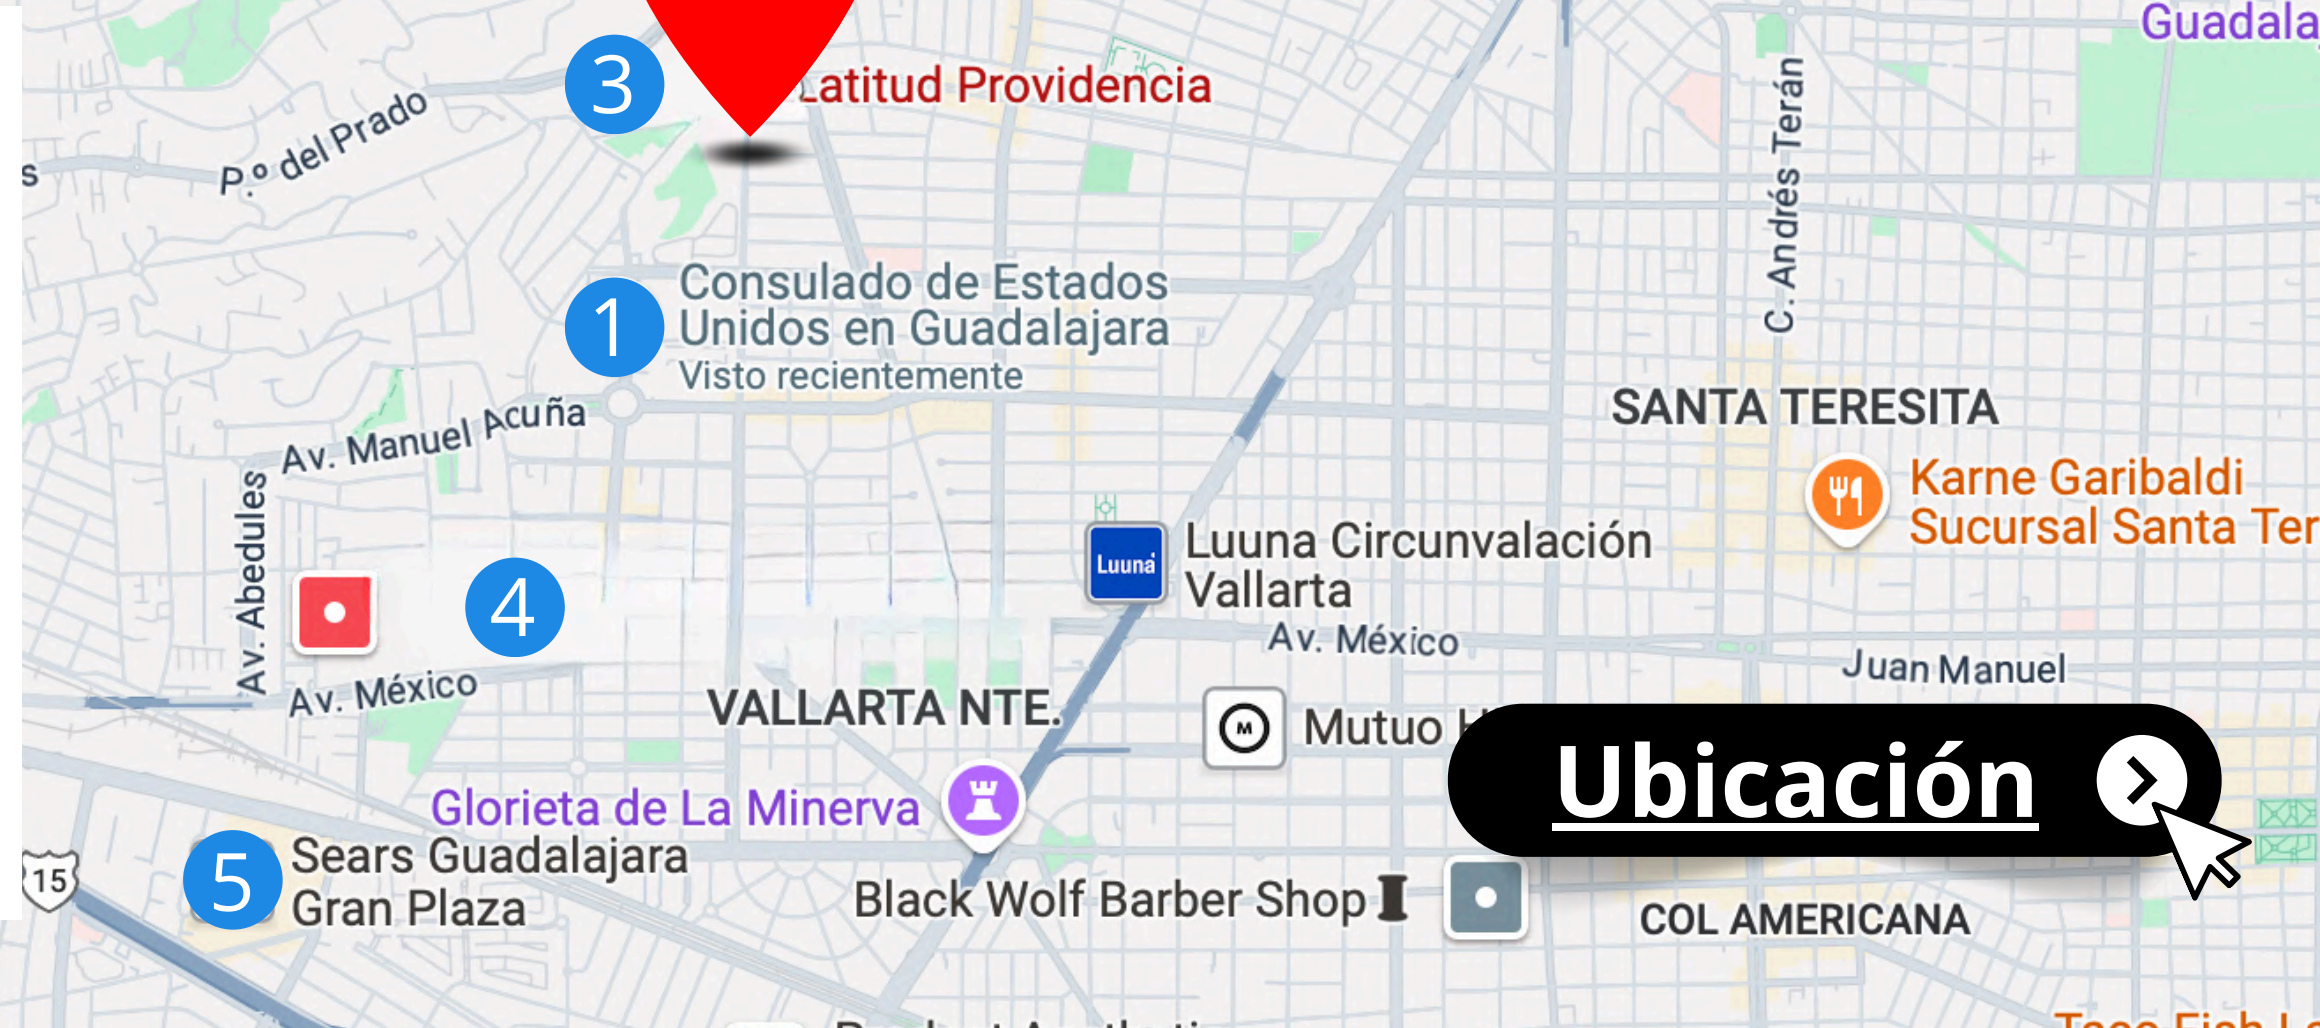 Guadala
3
Latitud Providencia
P.º del Prado
s
C. Andrés Terán
1
Consulado de Estados
Unidos en Guadalajara
Visto recientemente
SANTA TERESITA
Av. Manuel Acuña
Karne Garibaldi
Sucursal Santa Ter
Av. Abedules
Luuna
Luuna Circunvalación
Vallarta
4
Av. México
Juan Manuel
Av. México
VALLARTA NTE.
M
Mutuo H
Ubicación
Glorieta de La Minerva
5
Sears Guadalajara
Gran Plaza
15
Black Wolf Barber Shop
COL AMERICANA